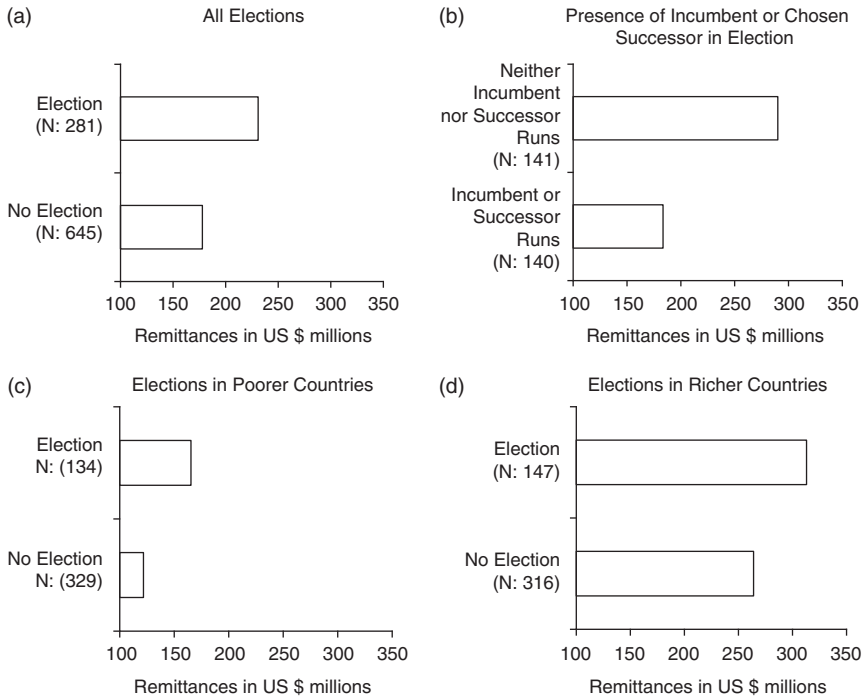 (a)
All Elections
Election
(N: 281)
No Election
(N: 645)
100 150 200 250 300 350
Remittances in US $ millions
(b)
Presence of Incumbent or Chosen
Successor in Election
Neither
Incumbent
nor Successor
Runs
(N: 141)
Incumbent or
Successor
Runs
(N: 140)
100 150 200 250 300 350
Remittances in US $ millions
(c)
Elections in Poorer Countries
Election
N: (134)
No Election
N: (329)
100 150 200 250 300 350
Remittances in US $ millions
(d)
Elections in Richer Countries
Election
(N: 147)
No Election
(N: 316)
100 150 200 250 300 350
Remittances in US $ millions